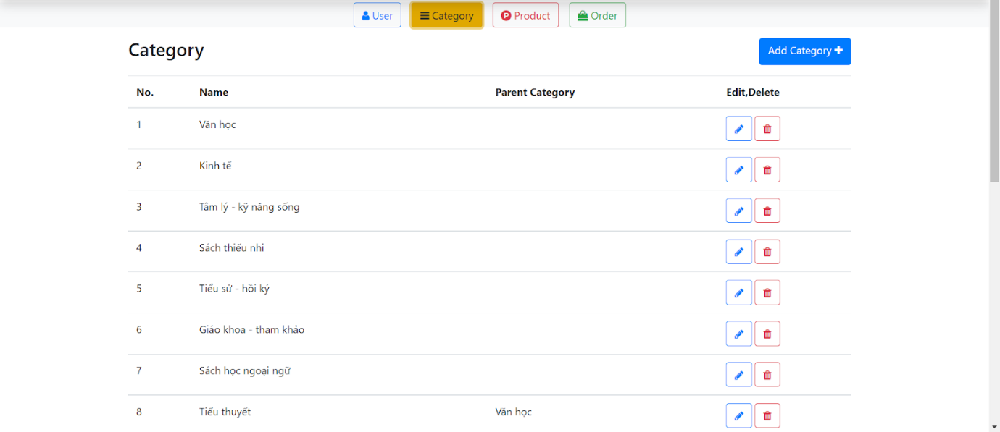 User Category Product Order
Category Add Category
No. Name Parent Category Edit,Delete
1 Văn học
2 Kinh tế
3 Tâm lý - kỹ năng sống
4 Sách thiếu nhi
5 Tiểu sử - hồi ký
6 Giáo khoa - tham khảo
7 Sách học ngoại ngữ
8 Tiểu thuyết Văn học